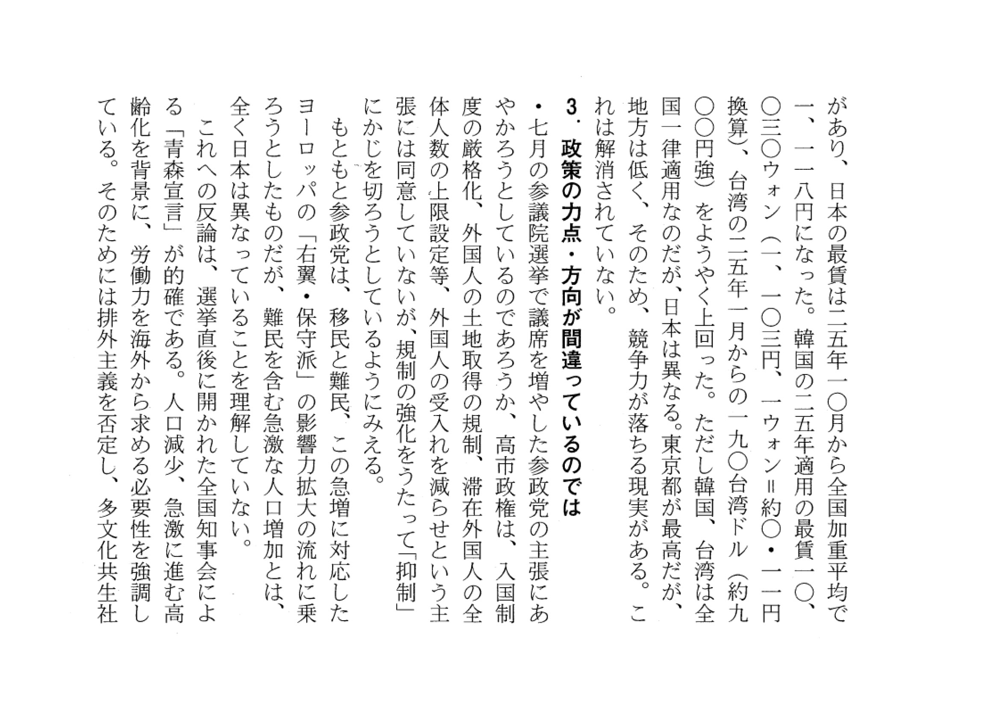 があり、日本の最賃は二五年一〇月から全国加重平均で
一、一一八円になった。韓国の二五年適用の最賃一〇、
〇三〇ウォン（一、一〇三円、一ウォン＝約〇・一一円
換算）、台湾の二五年一月からの一九〇台湾ドル（約九
〇〇円強）をようやく上回った。ただし韓国、台湾は全
国一律適用なのだが、日本は異なる。東京都が最高だが、
地方は低く、そのため、競争力が落ちる現実がある。こ
れは解消されていない。
3．政策の力点・方向が間違っているのでは
・七月の参議院選挙で議席を増やした参政党の主張にあ
やかろうとしているのであろうか、高市政権は、入国制
度の厳格化、外国人の土地取得の規制、滞在外国人の全
体人数の上限設定等、外国人の受入れを減らせという主
張には同意していないが、規制の強化をうたって「抑制」
にかじを切ろうとしているようにみえる。
もともと参政党は、移民と難民、この急増に対応した
ヨーロッパの「右翼・保守派」の影響力拡大の流れに乗
ろうとしたものだが、難民を含む急激な人口増加とは、
全く日本は異なっていることを理解していない。
これへの反論は、選挙直後に開かれた全国知事会によ
る「青森宣言」が的確である。人口減少、急激に進む高
齢化を背景に、労働力を海外から求める必要性を強調し
ている。そのためには排外主義を否定し、多文化共生社